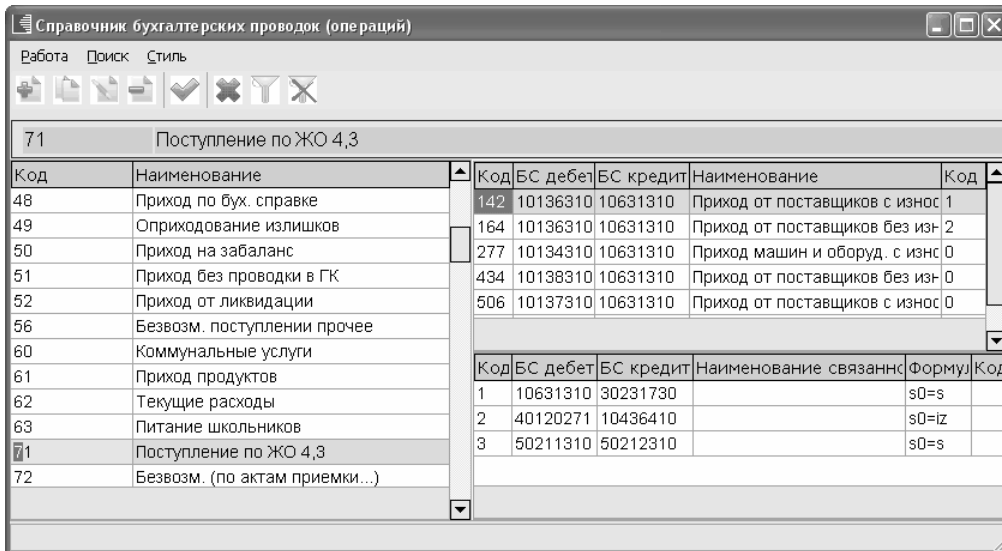 Справочник бухгалтерских проводок (операций)
Работа Поиск Стиль
71 Поступление по ЖО 4,3
Код Наименование
48 Приход по бух. справке
49 Оприходование излишков
50 Приход на забаланс
51 Приход без проводки в ГК
52 Приход от ликвидации
56 Безвозм. поступлении прочее
60 Коммунальные услуги
61 Приход продуктов
62 Текущие расходы
63 Питание школьников
71 Поступление по ЖО 4,3
72 Безвозм. (по актам приемки...)
Код БС дебет БС кредит Наименование Код
142 10136310 10631310 Приход от поставщиков с износ 1
164 10136310 10631310 Приход от поставщиков без изн 2
277 10134310 10631310 Приход машин и оборуд. с изно 0
434 10138310 10631310 Приход от поставщиков без изн 0
506 10137310 10631310 Приход от поставщиков с износ 0
Код БС дебет БС кредит Наименование связанно Формул Код
1 10631310 30231730 s0=s
2 40120271 10436410 s0=iz
3 50211310 50212310 s0=s